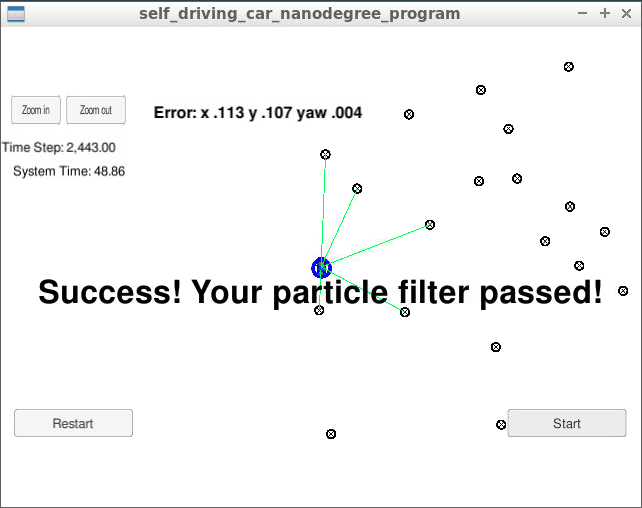 self_driving_car_nanodegree_program
Zoom in Zoom out
Error: x .113 y .107 yaw .004
Time Step: 2,443.00
System Time: 48.86
Success! Your particle filter passed!
Restart
Start